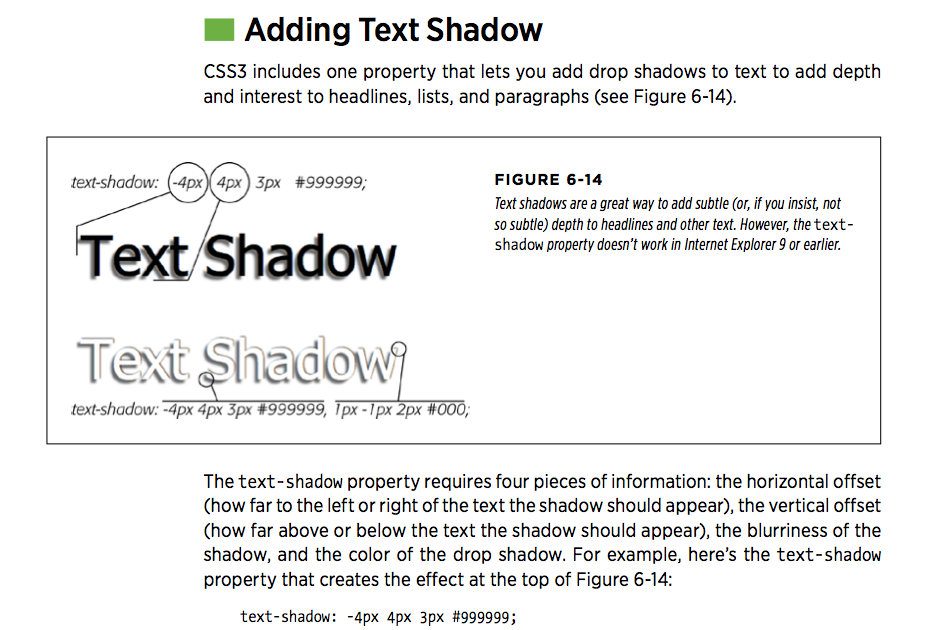 Adding Text Shadow
CSS3 includes one property that lets you add drop shadows to text to add depth
and interest to headlines, lists, and paragraphs (see Figure 6-14).
text-shadow: -4px 4px 3px #999999;
Text Shadow
Text Shadow
text-shadow: -4px 4px 3px #999999, 1px -1px 2px #000;
FIGURE 6-14
Text shadows are a great way to add subtle (or, if you insist, not
so subtle) depth to headlines and other text. However, the text-
shadow property doesn’t work in Internet Explorer 9 or earlier.
The text-shadow property requires four pieces of information: the horizontal offset
(how far to the left or right of the text the shadow should appear), the vertical offset
(how far above or below the text the shadow should appear), the blurriness of the
shadow, and the color of the drop shadow. For example, here’s the text-shadow
property that creates the effect at the top of Figure 6-14:
text-shadow: -4px 4px 3px #999999;